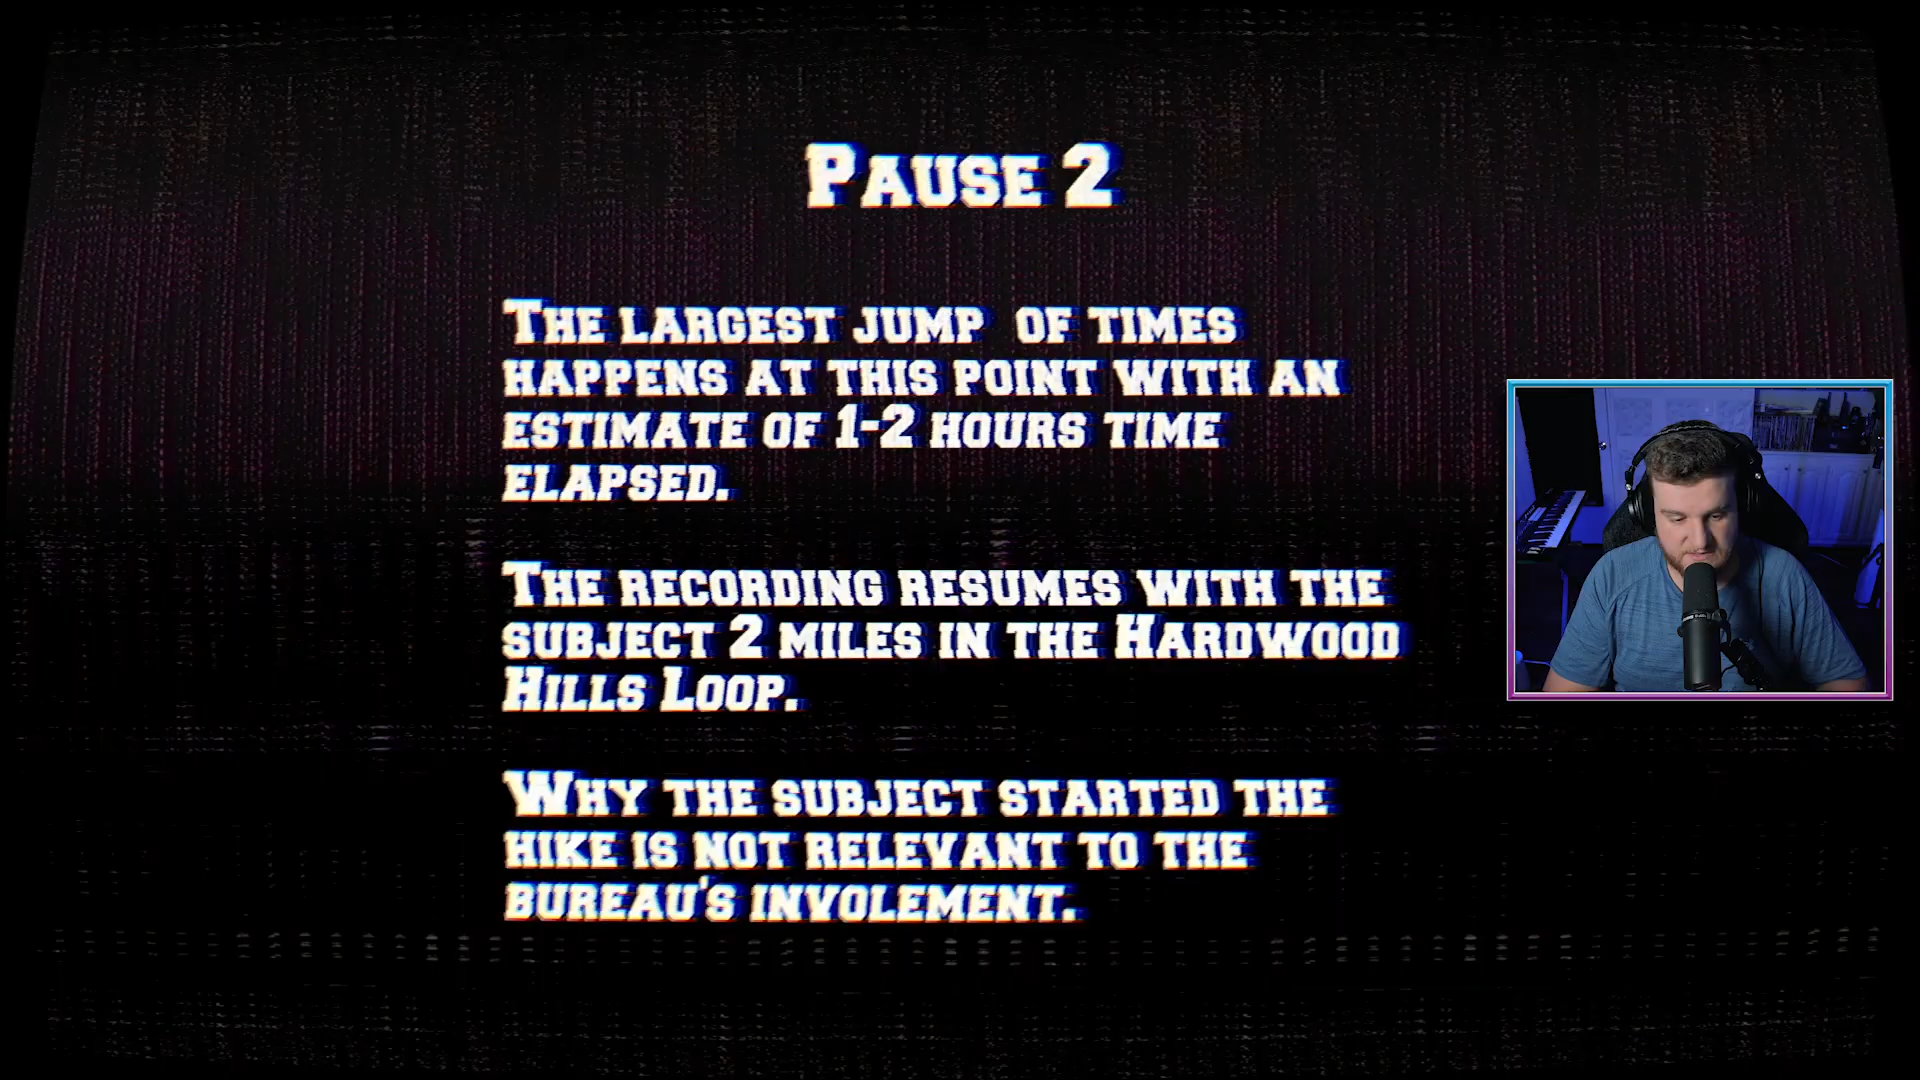 PAUSE 2
THE LARGEST JUMP OF TIMES
HAPPENS AT THIS POINT WITH AN
ESTIMATE OF 1-2 HOURS TIME
ELAPSED.
THE RECORDING RESUMES WITH THE
SUBJECT 2 MILES IN THE HARDWOOD
HILLS LOOP.
WHY THE SUBJECT STARTED THE
HIKE IS NOT RELEVANT TO THE
BUREAU'S INVOLEMENT.